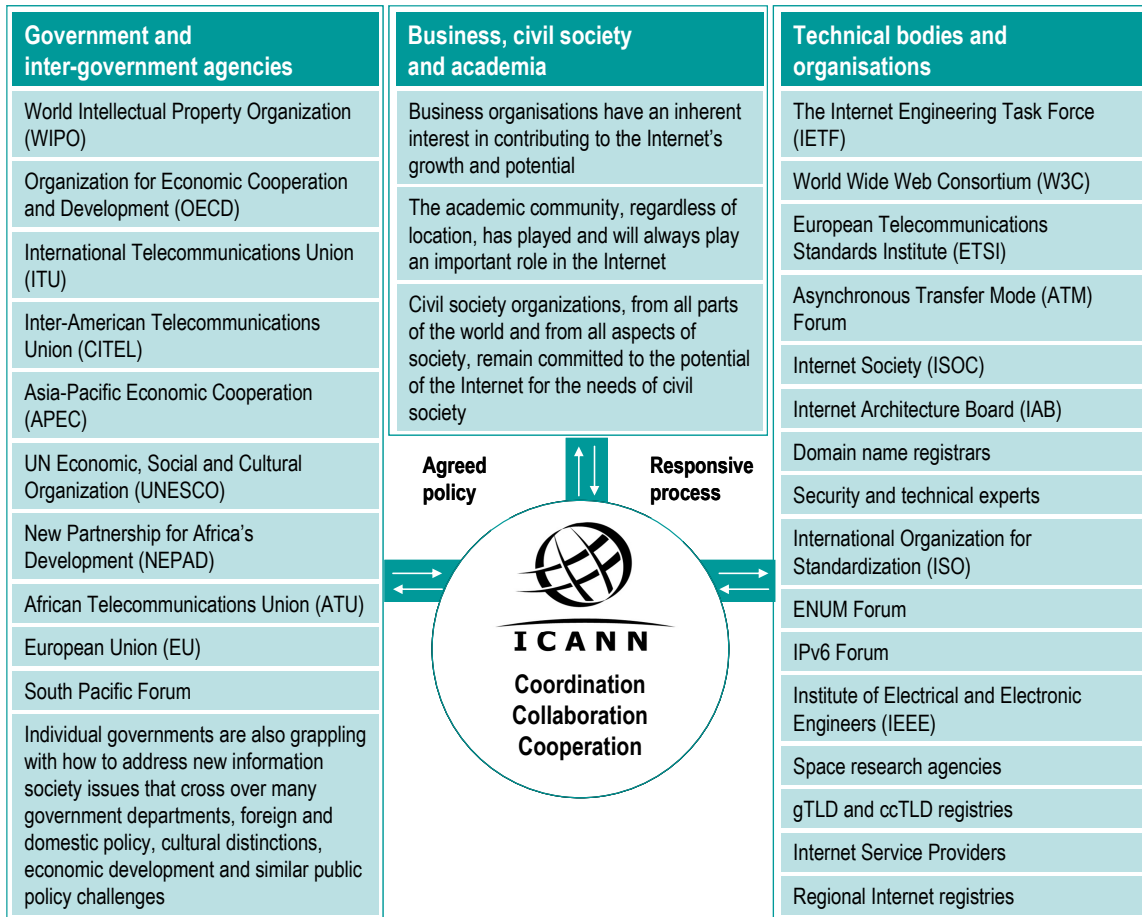 Government and
inter-government agencies
World Intellectual Property Organization
(WIPO)
Organization for Economic Cooperation
and Development (OECD)
International Telecommunications Union
(ITU)
Inter-American Telecommunications
Union (CITEL)
Asia-Pacific Economic Cooperation
(APEC)
UN Economic, Social and Cultural
Organization (UNESCO)
New Partnership for Africa's
Development (NEPAD)
African Telecommunications Union (ATU)
European Union (EU)
South Pacific Forum
Individual governments are also grappling
with how to address new information
society issues that cross over many
government departments, foreign and
domestic policy, cultural distinctions,
economic development and similar public
policy challenges
Business, civil society
and academia
Business organisations have an inherent
interest in contributing to the Internet's
growth and potential
The academic community, regardless of
location, has played and will always play
an important role in the Internet
Civil society organizations, from all parts
of the world and from all aspects of
society, remain committed to the potential
of the Internet for the needs of civil
society
Agreed
policy
Responsive
process
ICANN
Coordination
Collaboration
Cooperation
Technical bodies and
organisations
The Internet Engineering Task Force
(IETF)
World Wide Web Consortium (W3C)
European Telecommunications
Standards Institute (ETSI)
Asynchronous Transfer Mode (ATM)
Forum
Internet Society (ISOC)
Internet Architecture Board (IAB)
Domain name registrars
Security and technical experts
International Organization for
Standardization (ISO)
ENUM Forum
IPv6 Forum
Institute of Electrical and Electronic
Engineers (IEEE)
Space research agencies
gTLD and ccTLD registries
Internet Service Providers
Regional Internet registries